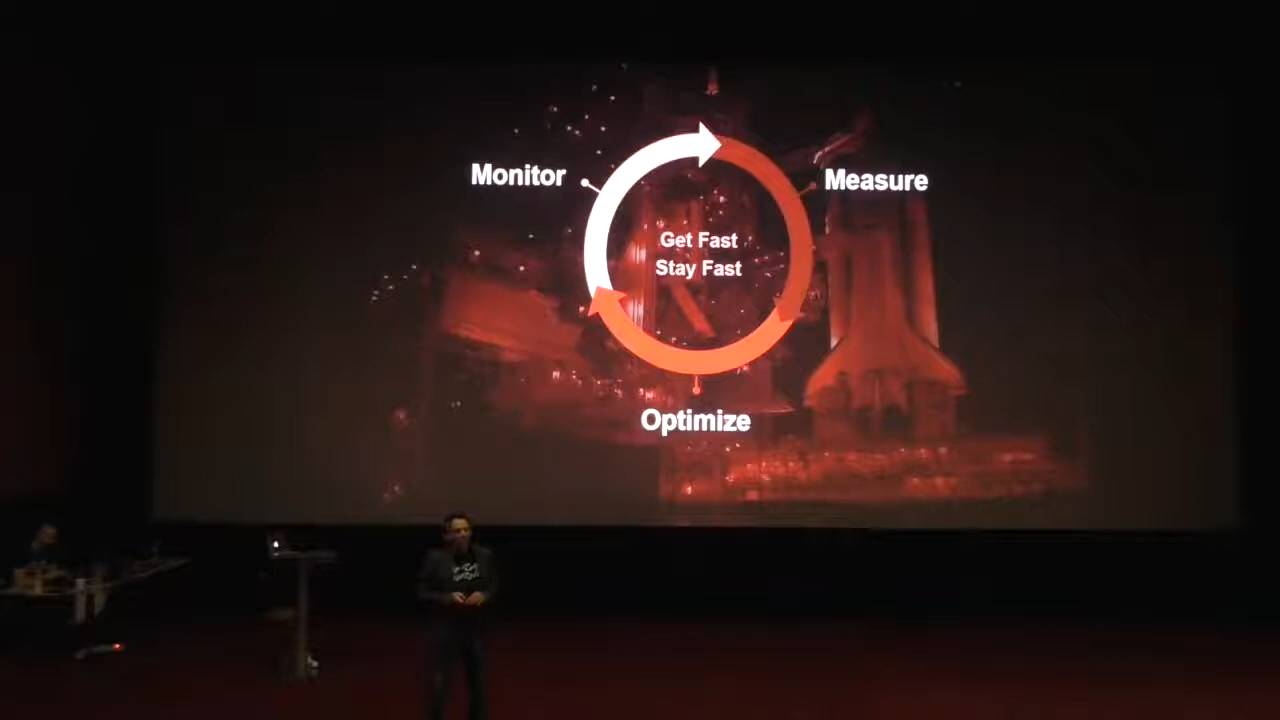 Monitor
Measure
Get Fast
Stay Fast
Optimize